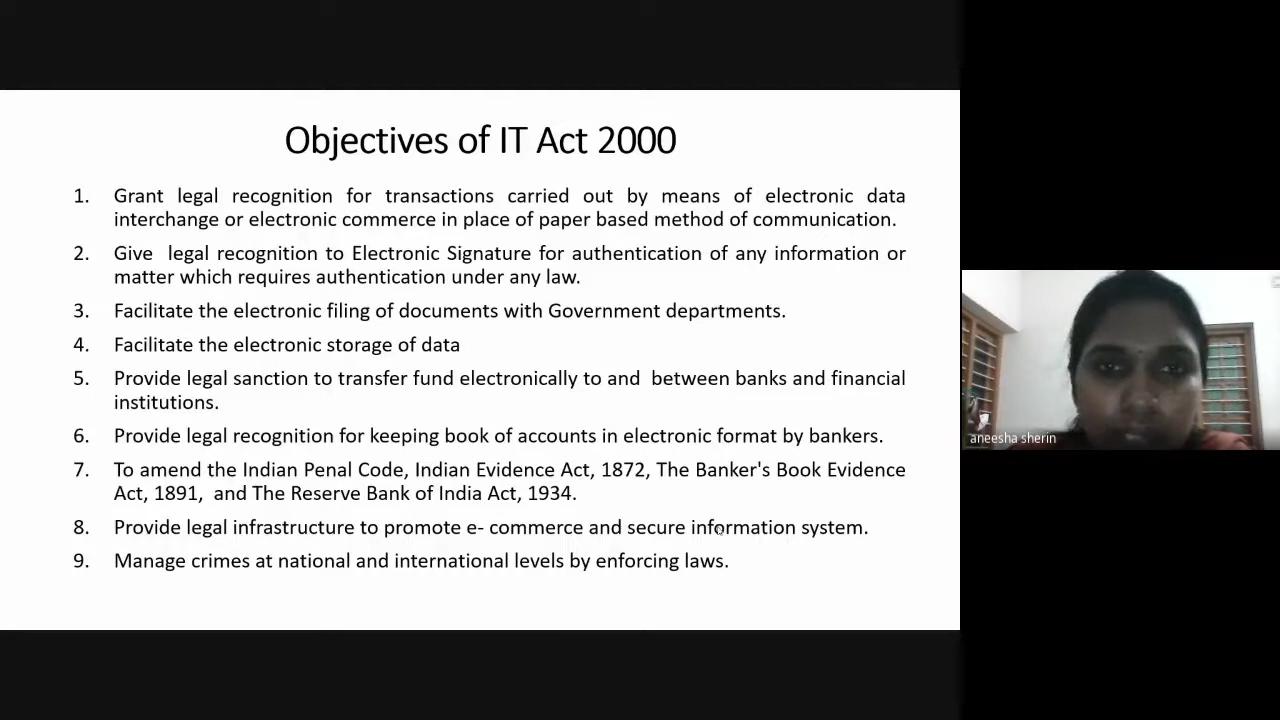 Objectives of IT Act 2000
1. Grant legal recognition for transactions carried out by means of electronic data
interchange or electronic commerce in place of paper based method of communication.
2. Give legal recognition to Electronic Signature for authentication of any information or
matter which requires authentication under any law.
3. Facilitate the electronic filing of documents with Government departments.
4. Facilitate the electronic storage of data
5. Provide legal sanction to transfer fund electronically to and between banks and financial
institutions.
6. Provide legal recognition for keeping book of accounts in electronic format by bankers.
7. To amend the Indian Penal Code, Indian Evidence Act, 1872, The Banker's Book Evidence
Act, 1891, and The Reserve Bank of India Act, 1934.
8. Provide legal infrastructure to promote e- commerce and secure information system.
9. Manage crimes at national and international levels by enforcing laws.
aneesha sherin